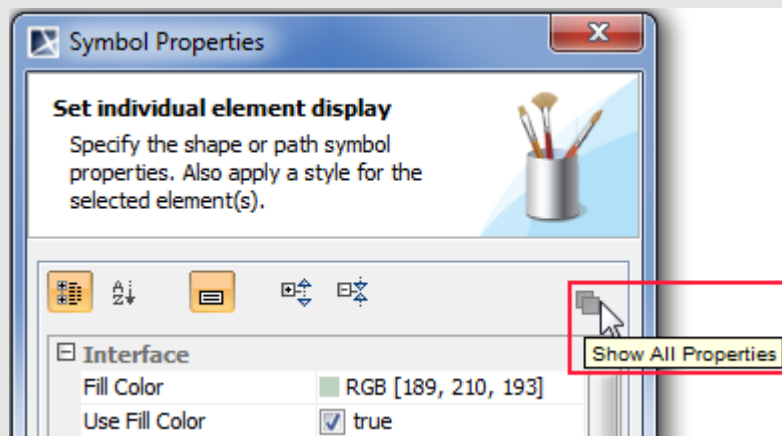 Symbol Properties
Set individual element display
Specify the shape or path symbol
properties. Also apply a style for the
selected element(s).
Show All Properties
Interface
Fill Color RGB [189, 210, 193]
Use Fill Color true